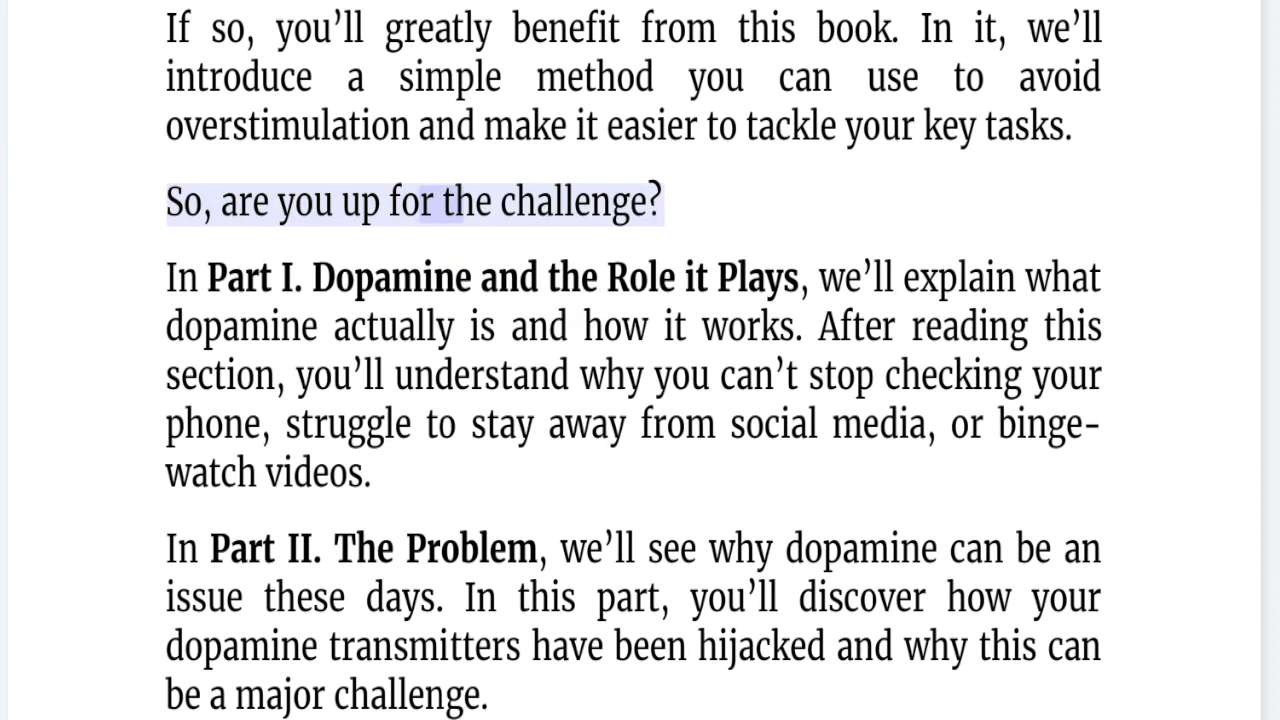 If so, you’ll greatly benefit from this book. In it, we’ll
introduce a simple method you can use to avoid
overstimulation and make it easier to tackle your key tasks.
So, are you up for the challenge?
In Part I. Dopamine and the Role it Plays, we’ll explain what
dopamine actually is and how it works. After reading this
section, you’ll understand why you can’t stop checking your
phone, struggle to stay away from social media, or binge-
watch videos.
In Part II. The Problem, we’ll see why dopamine can be an
issue these days. In this part, you’ll discover how your
dopamine transmitters have been hijacked and why this can
be a major challenge.